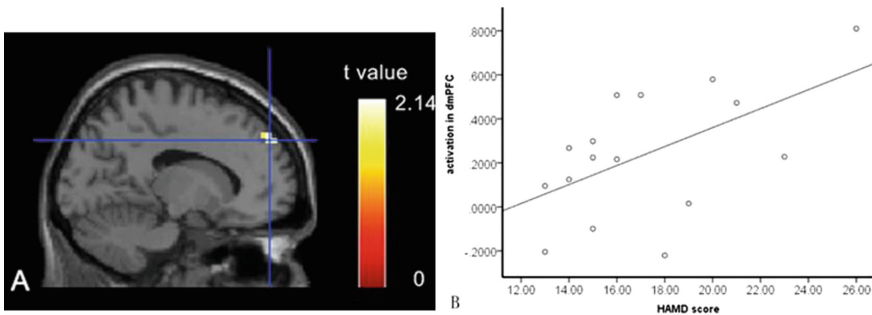 t value
2.14
0
A
activation in dmPFC
.8000
.6000
.4000
.2000
.0000
-.2000
12.00 14.00 16.00 18.00 20.00 22.00 24.00 26.00
HAMD score
B